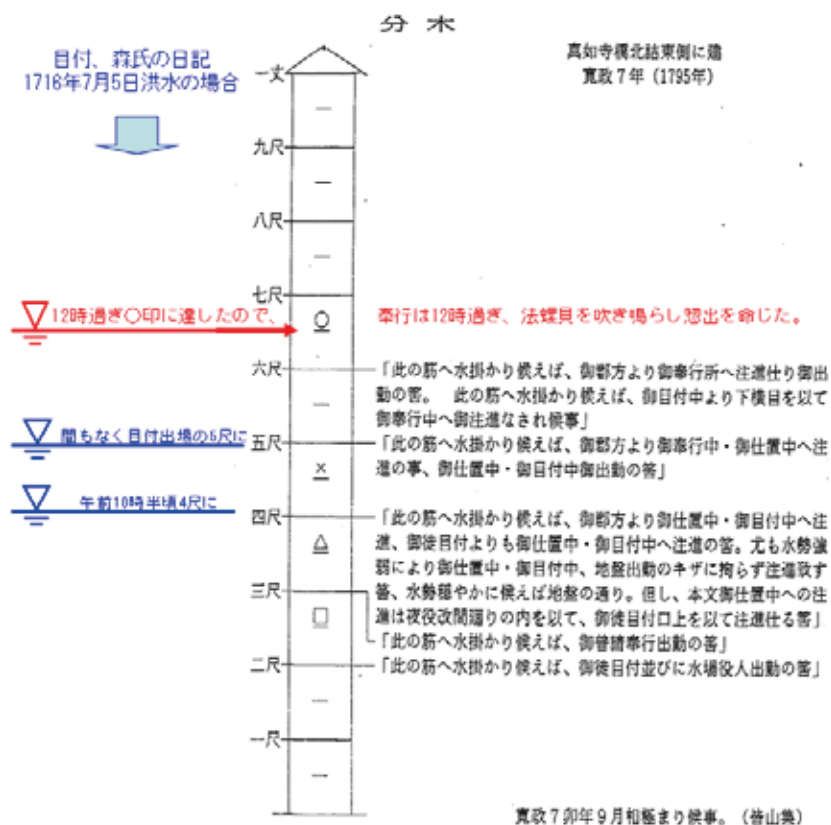 分木
目付、森氏の日記
1716年7月5日洪水の場合
真如寺橋北詰東側に建
寛政7年（1795年）
一丈
九尺
八尺
七尺
12時過ぎ〇印に達したので、
○
奉行は12時過ぎ、法螺貝を吹き鳴らし惣出を命じた。
六尺
「此の筋へ水掛かり候えば、御郡方より御奉行所へ注進仕り御出
動の筈。 此の筋へ水掛かり候えば、御目付中より下横目を以て
御奉行中へ御注進なされ候事」
間もなく目付出場の5尺に
五尺
「此の筋へ水掛かり候えば、御郡方より御奉行中・御仕置中へ注
進の事、御仕置中・御目付中御出動の筈」
×
午前10時半頃4尺に
四尺
「此の筋へ水掛かり候えば、御郡方より御仕置中・御目付中へ注
進、御徒目付よりも御仕置中・御目付中へ注進の筈。尤も水勢強
弱により御仕置中・御目付中、地盤出動のキザに拘らず注進致す
筈、水勢穏やかに候えば地盤の通り。但し、本文御仕置中への注
進は夜役改間廻りの内を以て、御徒目付口上を以て注進仕る筈」
△
三尺
「此の筋へ水掛かり候えば、御普請奉行出動の筈」
□
二尺
「此の筋へ水掛かり候えば、御徒目付並びに水場役人出動の筈」
一尺
寛政7卯年9月相極まり候事。（皆山集）